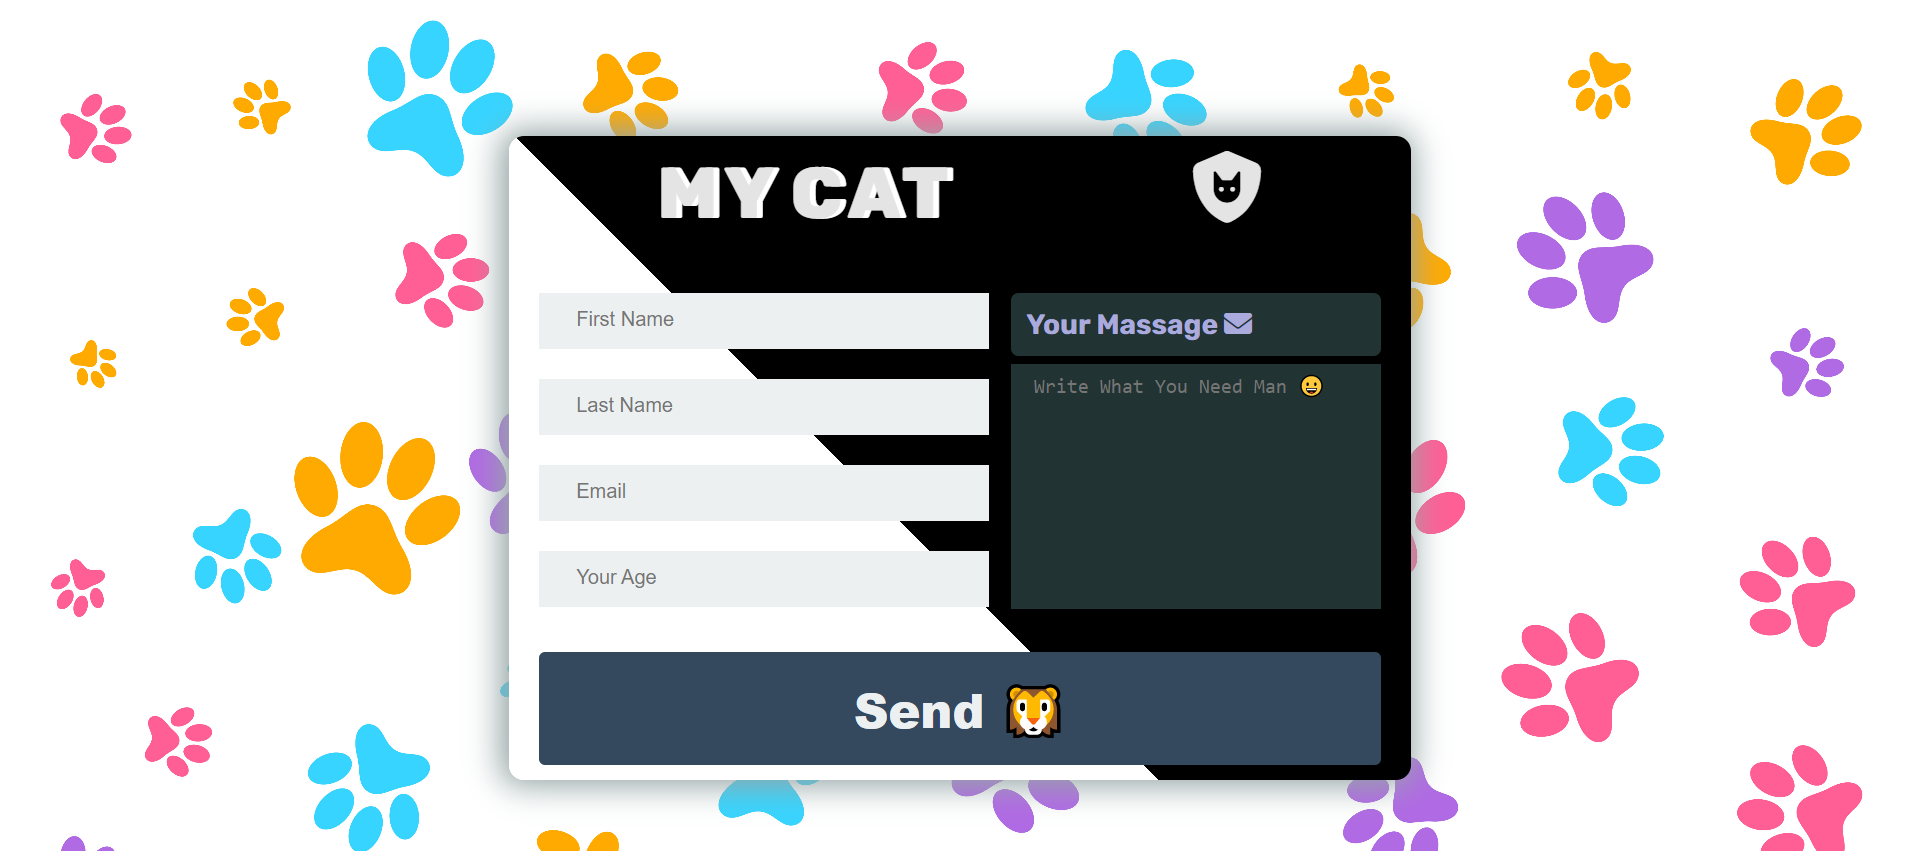 MY CAT
First Name
Last Name
Email
Your Age
Your Massage
Write What You Need Man 😀
Send 🦁